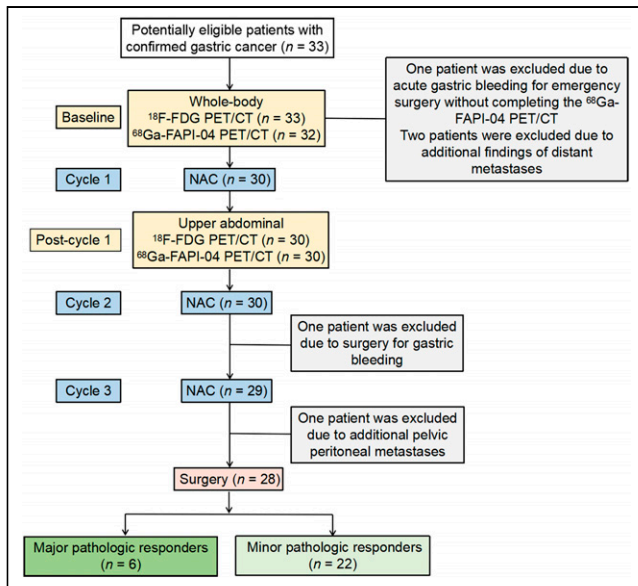 Potentially eligible patients with
confirmed gastric cancer (n = 33)
One patient was excluded due to
acute gastric bleeding for emergency
surgery without completing the ⁶⁸Ga-
FAPI-04 PET/CT
Two patients were excluded due to
additional findings of distant
metastases
Baseline
Whole-body
¹⁸F-FDG PET/CT (n = 33)
⁶⁸Ga-FAPI-04 PET/CT (n = 32)
Cycle 1
NAC (n = 30)
Post-cycle 1
Upper abdominal
¹⁸F-FDG PET/CT (n = 30)
⁶⁸Ga-FAPI-04 PET/CT (n = 30)
Cycle 2
NAC (n = 30)
One patient was excluded
due to surgery for gastric
bleeding
Cycle 3
NAC (n = 29)
One patient was excluded
due to additional pelvic
peritoneal metastases
Surgery (n = 28)
Major pathologic responders
(n = 6)
Minor pathologic responders
(n = 22)